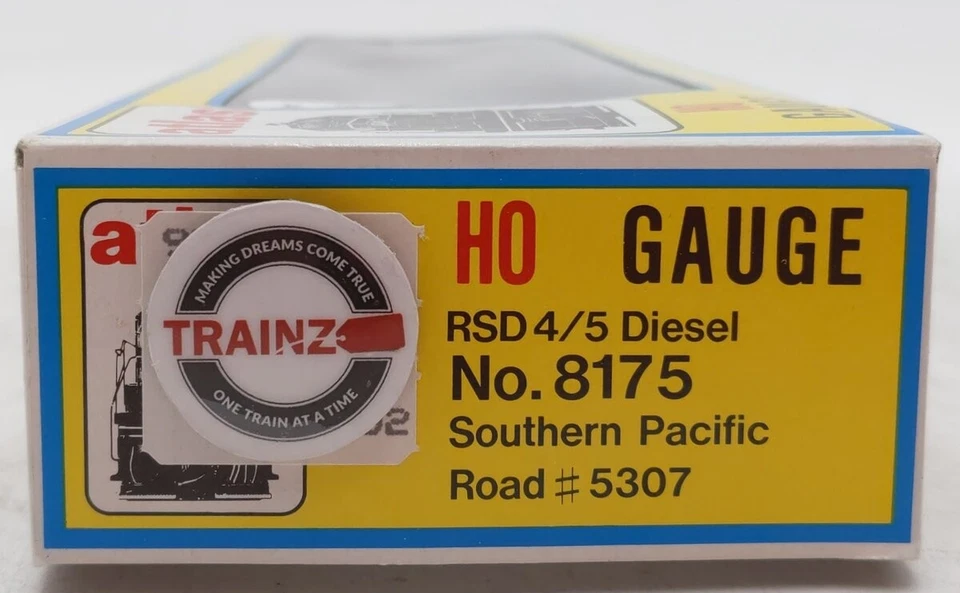 atlas
HO GAUGE
MAKING DREAMS COME TRUE
TRAINZ
ONE TRAIN AT A TIME
RSD 4/5 Diesel
No. 8175
Southern Pacific
Road # 5307